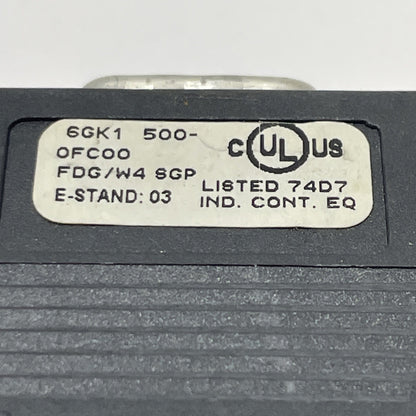 6GK1 500-
0FC00
FDG/W4 SGP
E-STAND: 03
C UL US
LISTED 74D7
IND. CONT. EQ